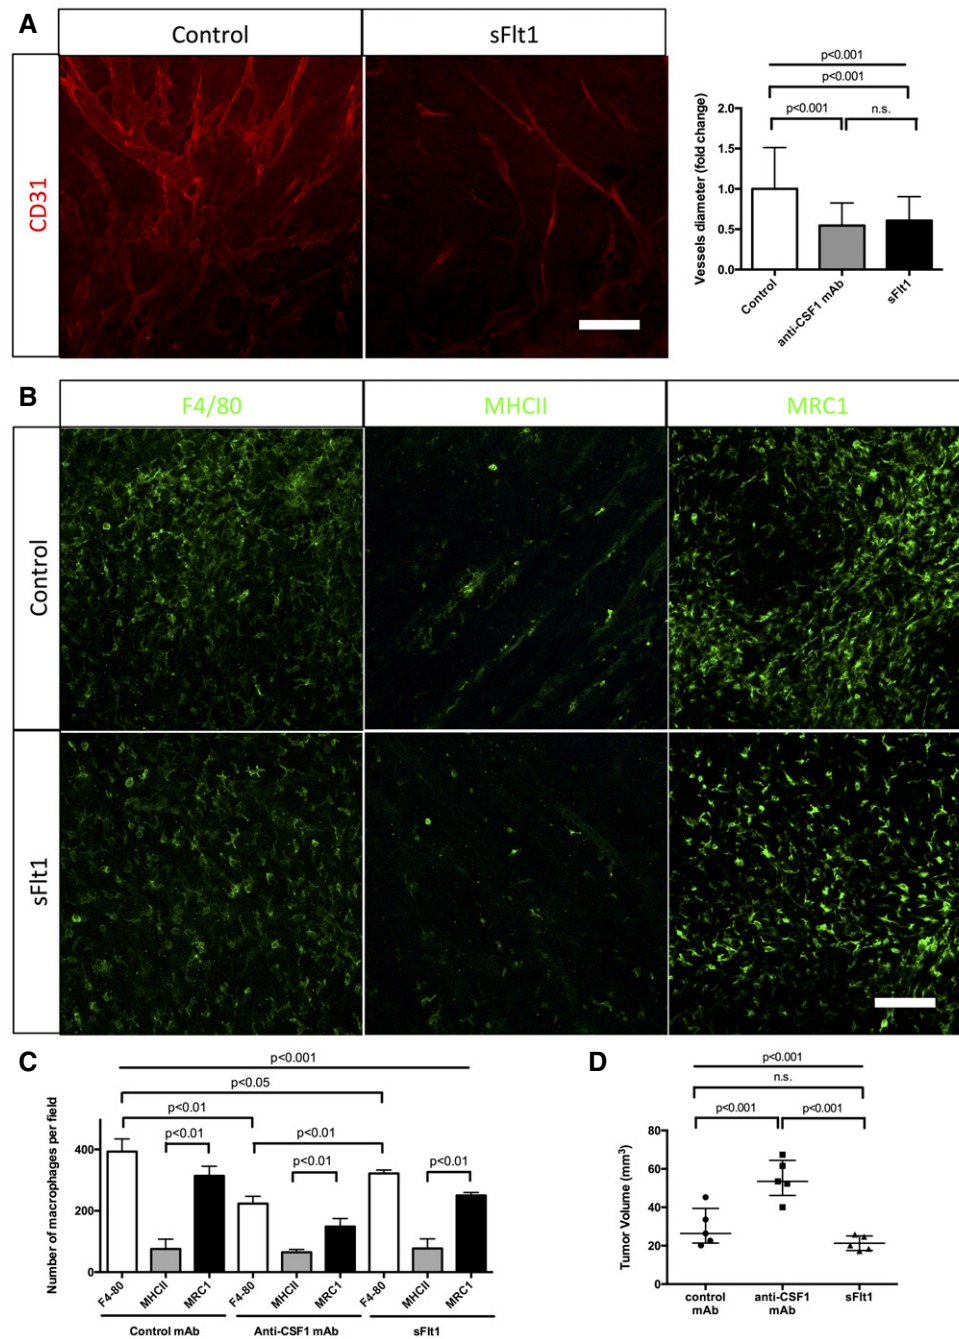 A
Control
sFlt1
CD31
p<0.001
p<0.001
p<0.001
n.s.
Vessels diameter (fold change)
2.0
1.5
1.0
0.5
0.0
Control
anti-CSF1 mAb
sFlt1
B
F4/80
MHCII
MRC1
Control
sFlt1
C
p<0.001
p<0.05
p<0.01
p<0.01
p<0.01
p<0.01
p<0.01
Number of macrophages per field
400
200
0
F4-80
MHCII
MRC1
F4-80
MHCII
MRC1
F4-80
MHCII
MRC1
Control mAb
Anti-CSF1 mAb
sFlt1
D
p<0.001
n.s.
p<0.001
p<0.001
Tumor Volume (mm³)
80
60
40
20
0
control mAb
anti-CSF1 mAb
sFlt1